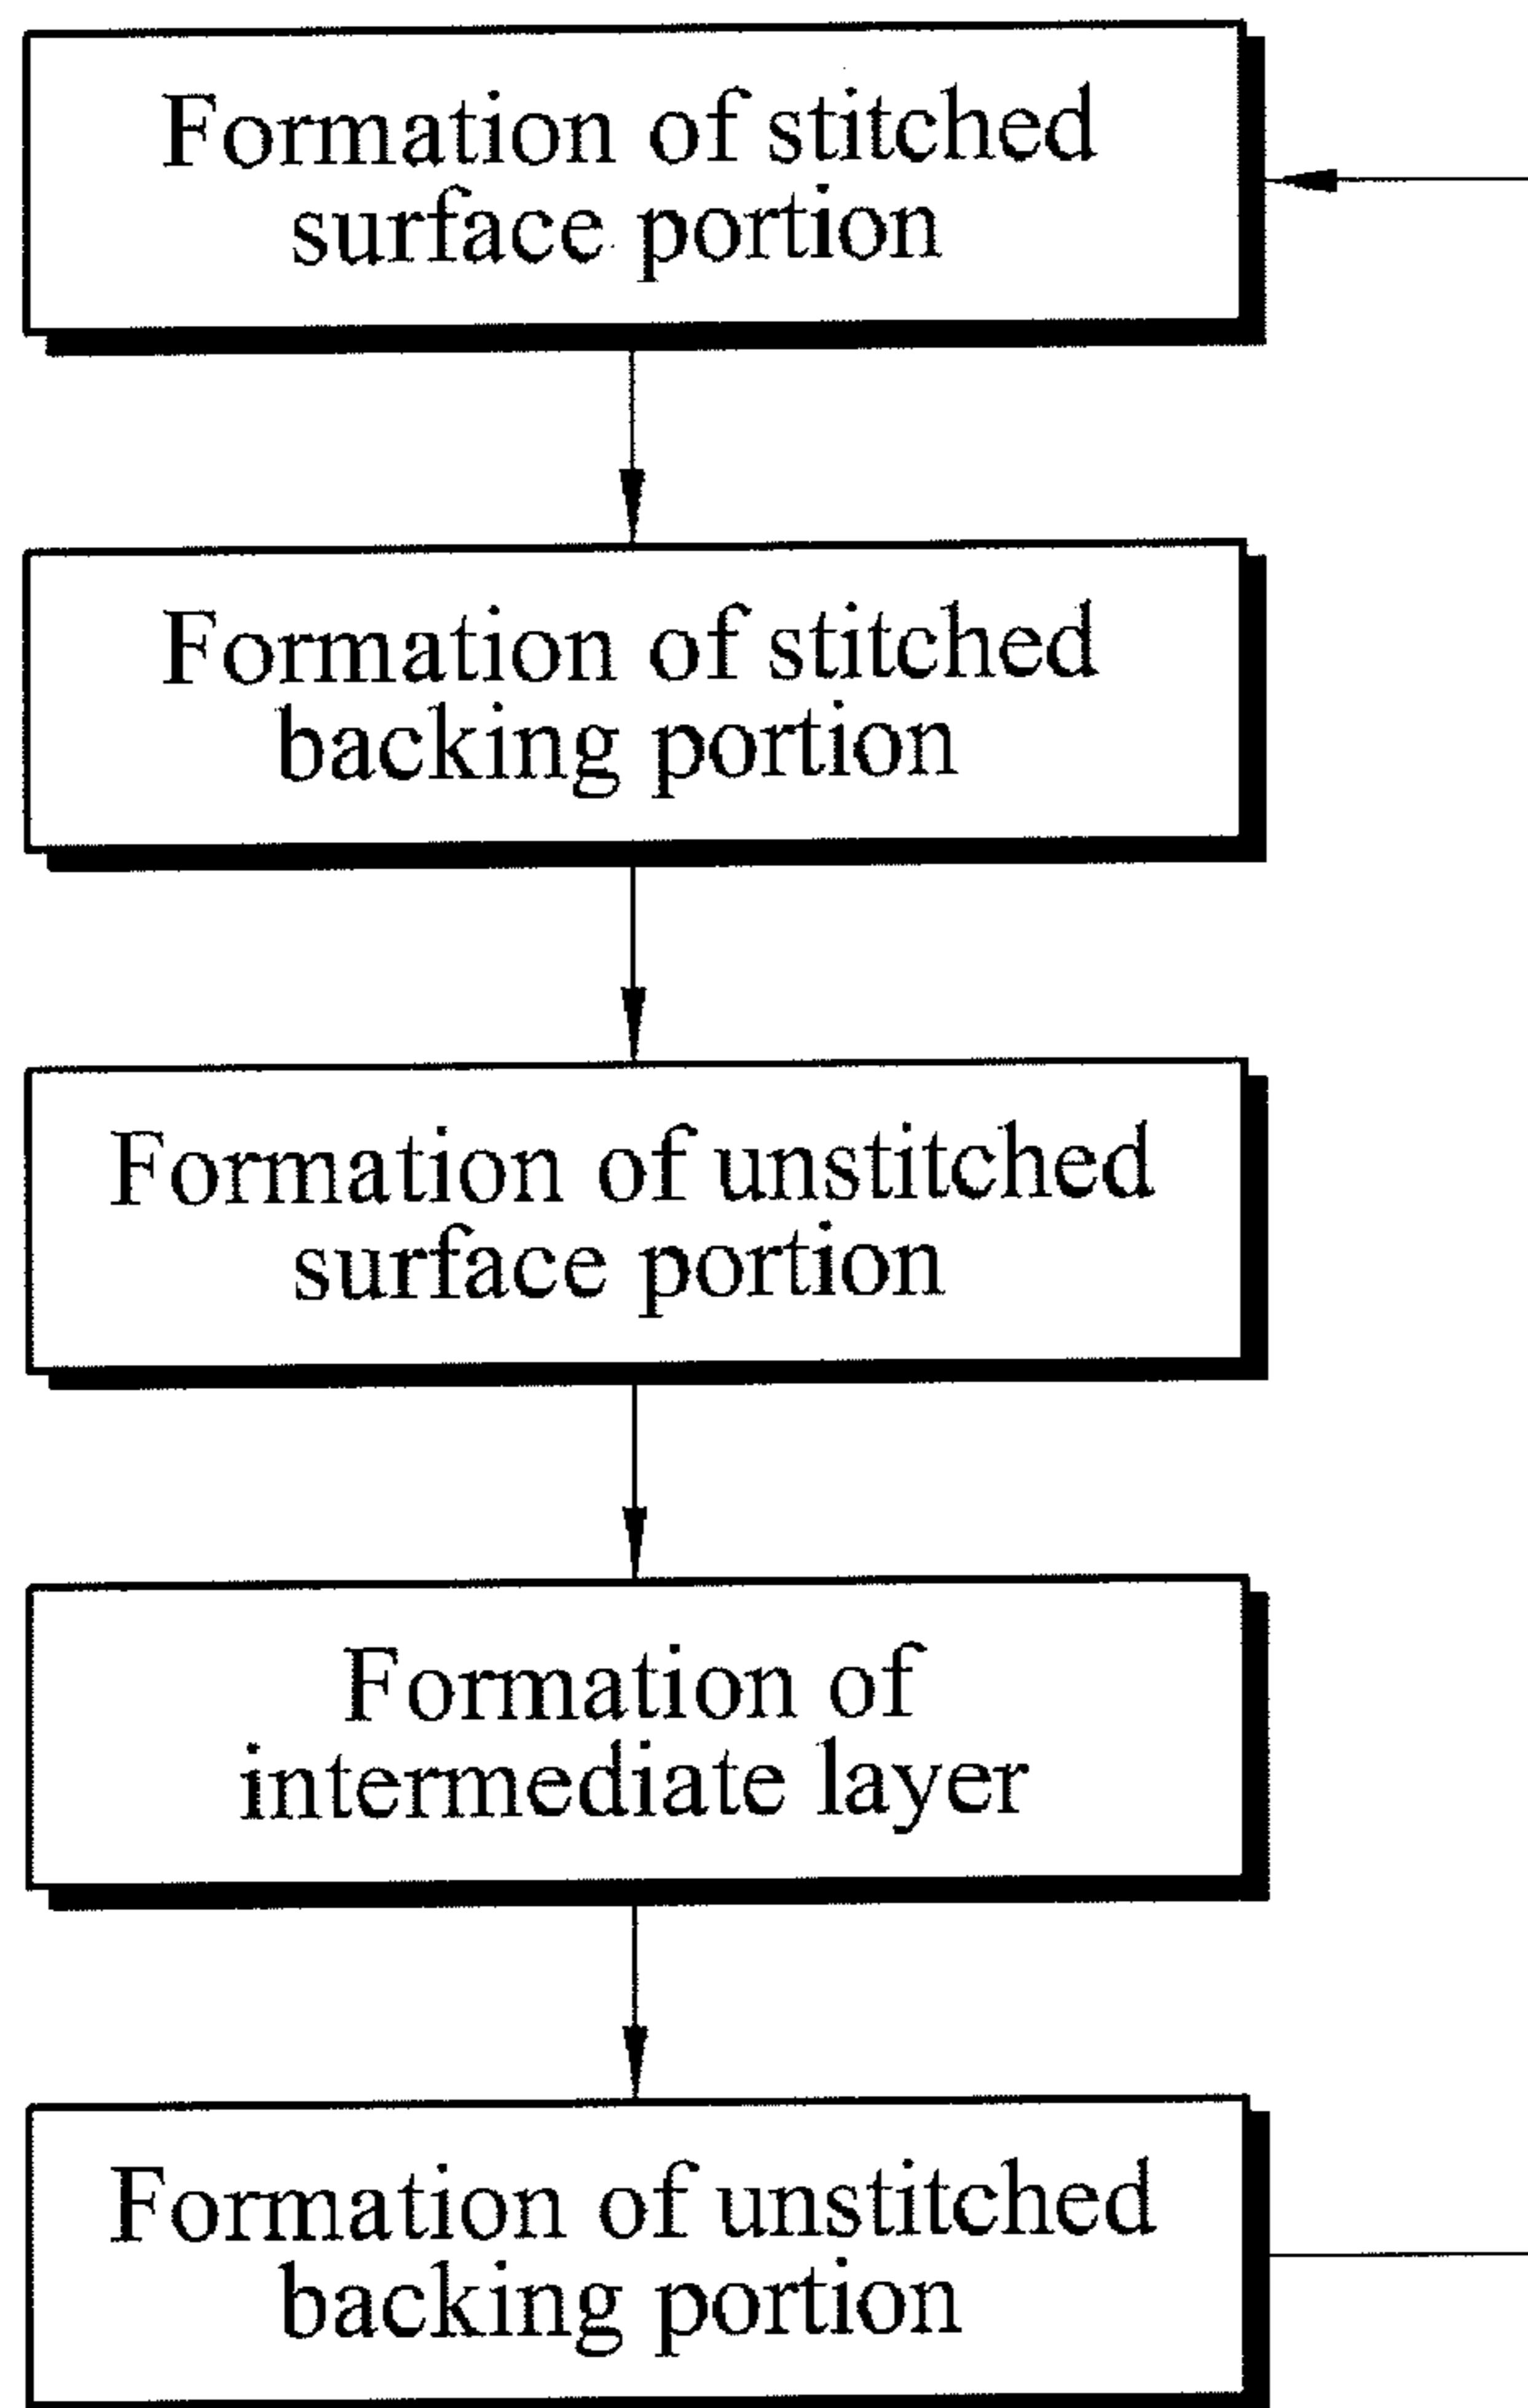 Formation of stitched
surface portion
Formation of stitched
backing portion
Formation of unstitched
surface portion
Formation of
intermediate layer
Formation of unstitched
backing portion